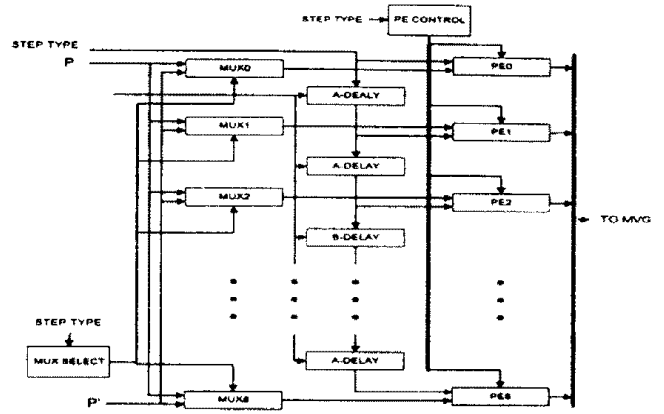 STEP TYPE
PE CONTROL
STEP TYPE
P
MUX0
PE0
A-DEALY
MUX1
PE1
A-DELAY
MUX2
PE2
TO MVG
B-DELAY
STEP TYPE
MUX SELECT
A-DELAY
P'
MUX8
PE8